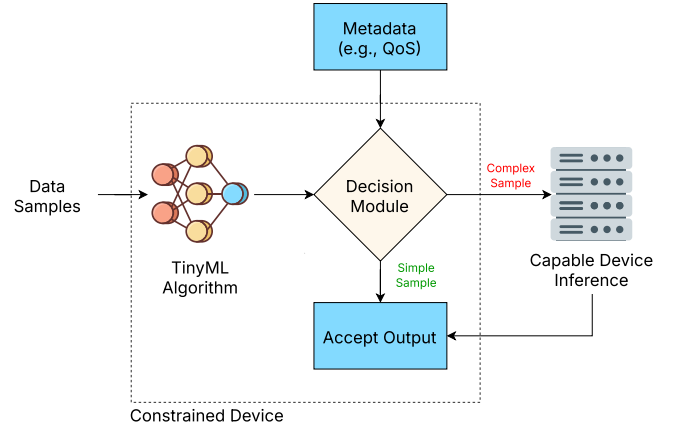 Metadata
(e.g., QoS)
Data
Samples
TinyML
Algorithm
Decision
Module
Complex
Sample
Simple
Sample
Capable Device
Inference
Accept Output
Constrained Device